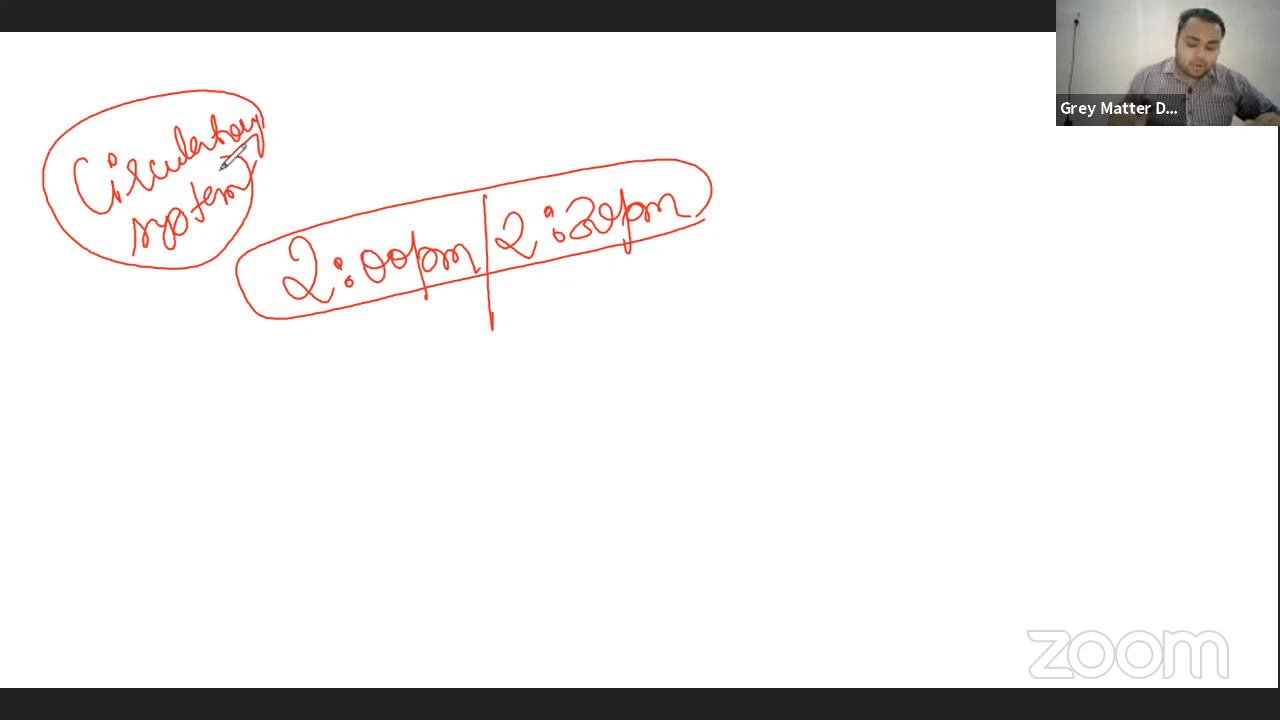 Grey Matter D...
Circulatory
system
2:00pm 2:30pm
zoom